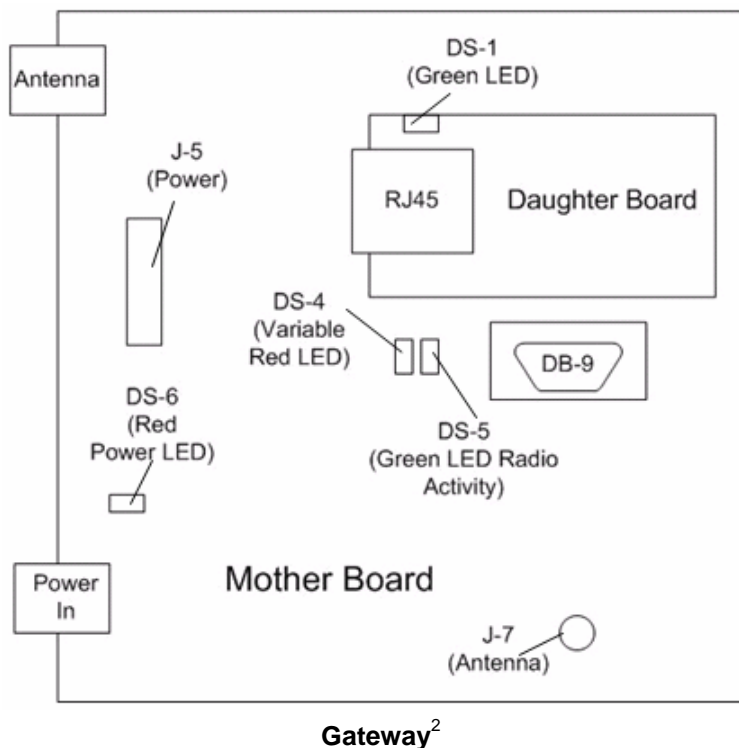 DS-1
(Green LED)
Antenna
J-5
(Power)
RJ45
Daughter Board
DS-4
(Variable
Red LED)
DB-9
DS-6
(Red
Power LED)
DS-5
(Green LED Radio
Activity)
Power
In
Mother Board
J-7
(Antenna)
Gateway²